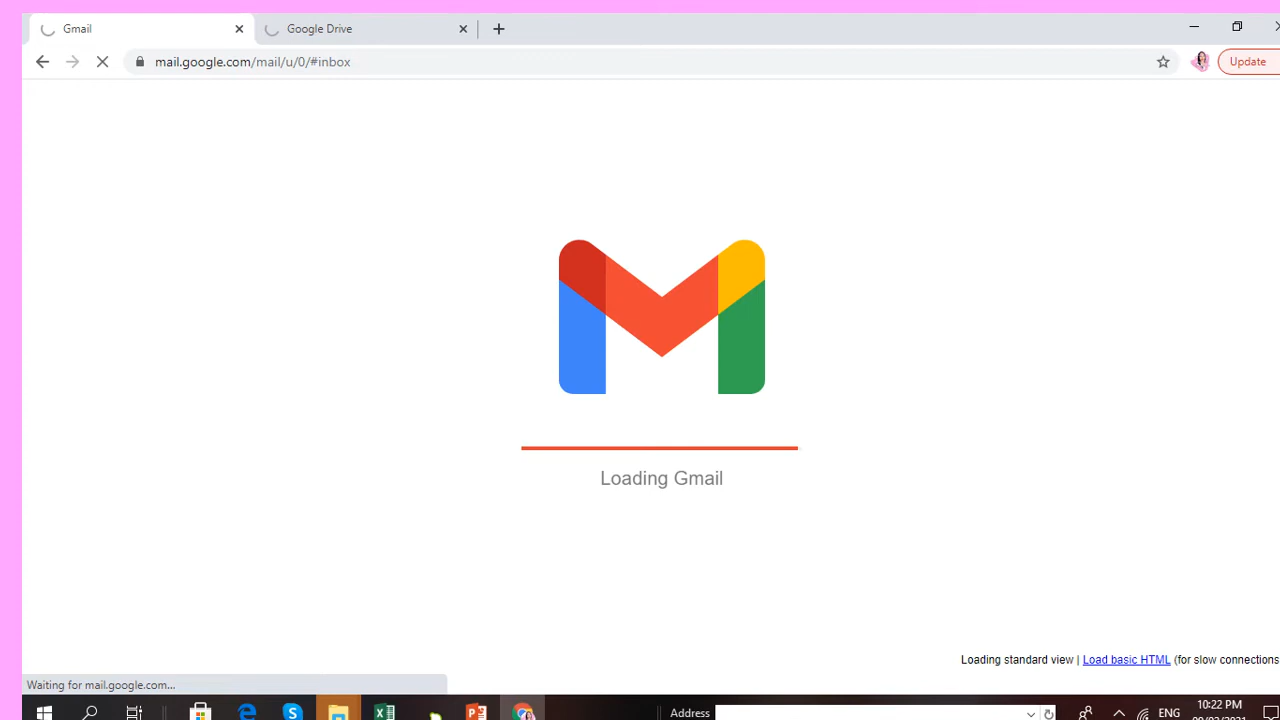 Gmail
Google Drive
mail.google.com/mail/u/0/#inbox
Update
Loading Gmail
Loading standard view | Load basic HTML (for slow connections
Waiting for mail.google.com...
Address
ENG
10:22 PM